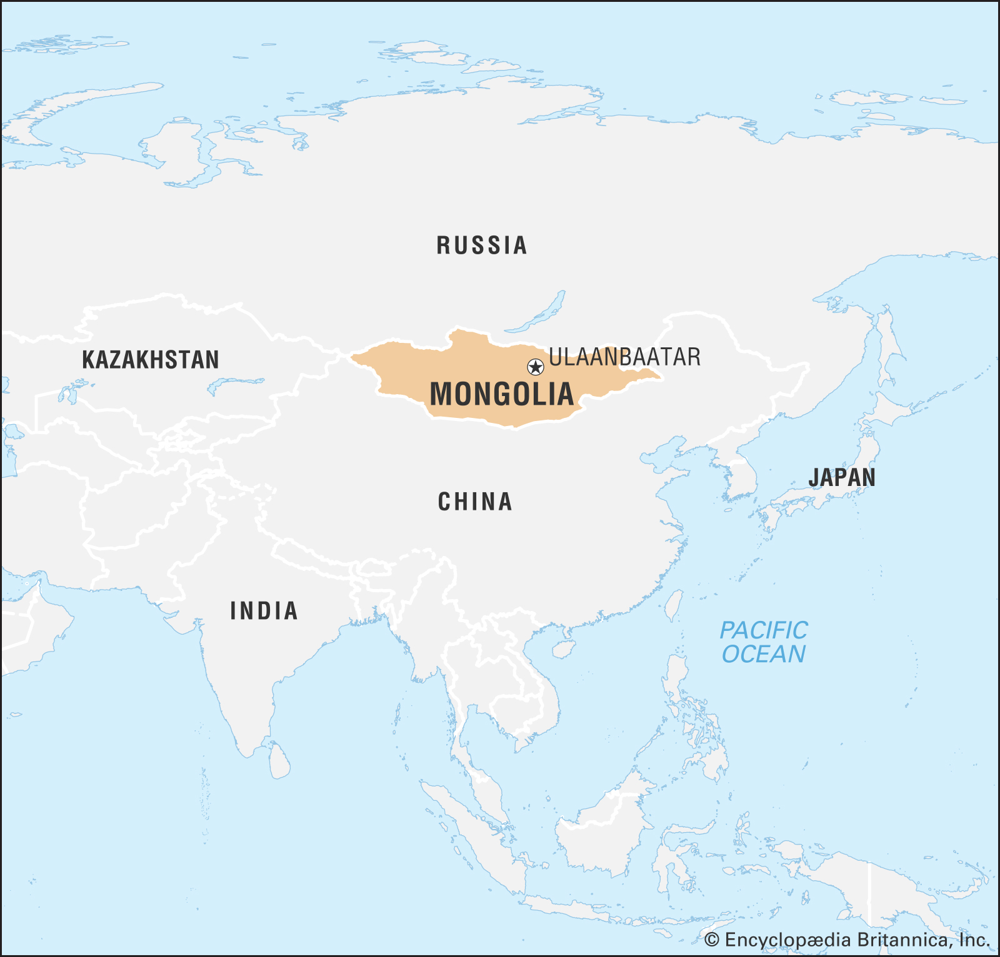 RUSSIA
ULAANBAATAR
KAZAKHSTAN
MONGOLIA
JAPAN
CHINA
INDIA
PACIFIC
OCEAN
© Encyclopædia Britannica, Inc.